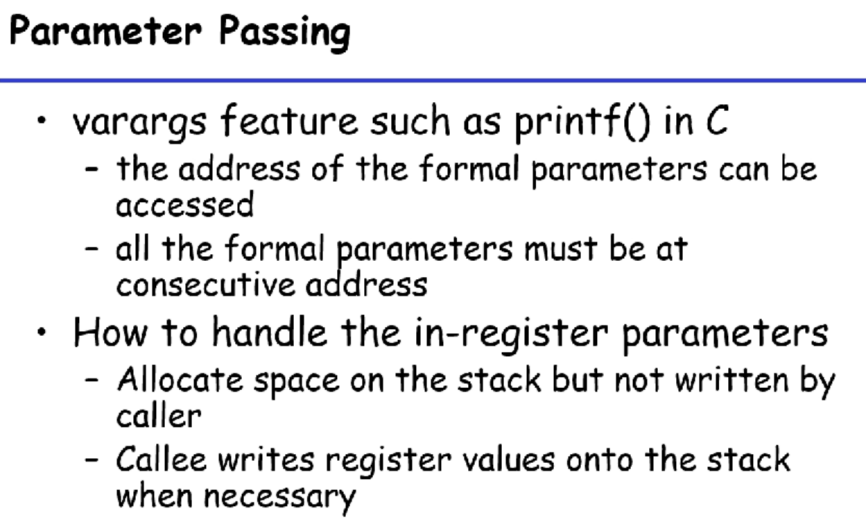 Parameter Passing
• varargs feature such as printf() in C
– the address of the formal parameters can be
accessed
– all the formal parameters must be at
consecutive address
• How to handle the in-register parameters
– Allocate space on the stack but not written by
caller
– Callee writes register values onto the stack
when necessary